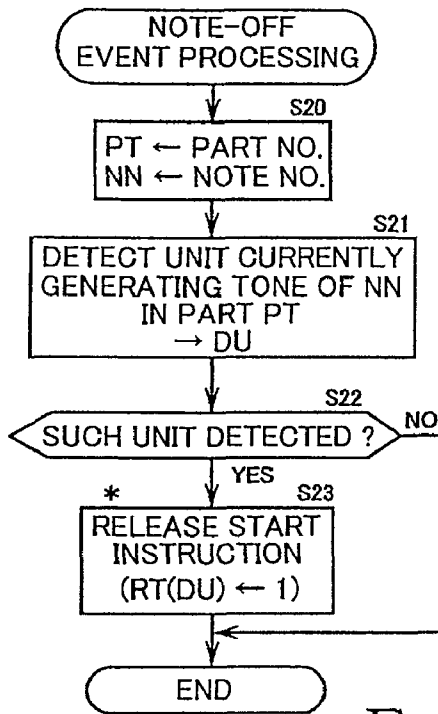 NOTE-OFF
EVENT PROCESSING
S20
PT ← PART NO.
NN ← NOTE NO.
S21
DETECT UNIT CURRENTLY
GENERATING TONE OF NN
IN PART PT
→ DU
S22
SUCH UNIT DETECTED ?
NO
YES
* S23
RELEASE START
INSTRUCTION
(RT(DU) ← 1)
END